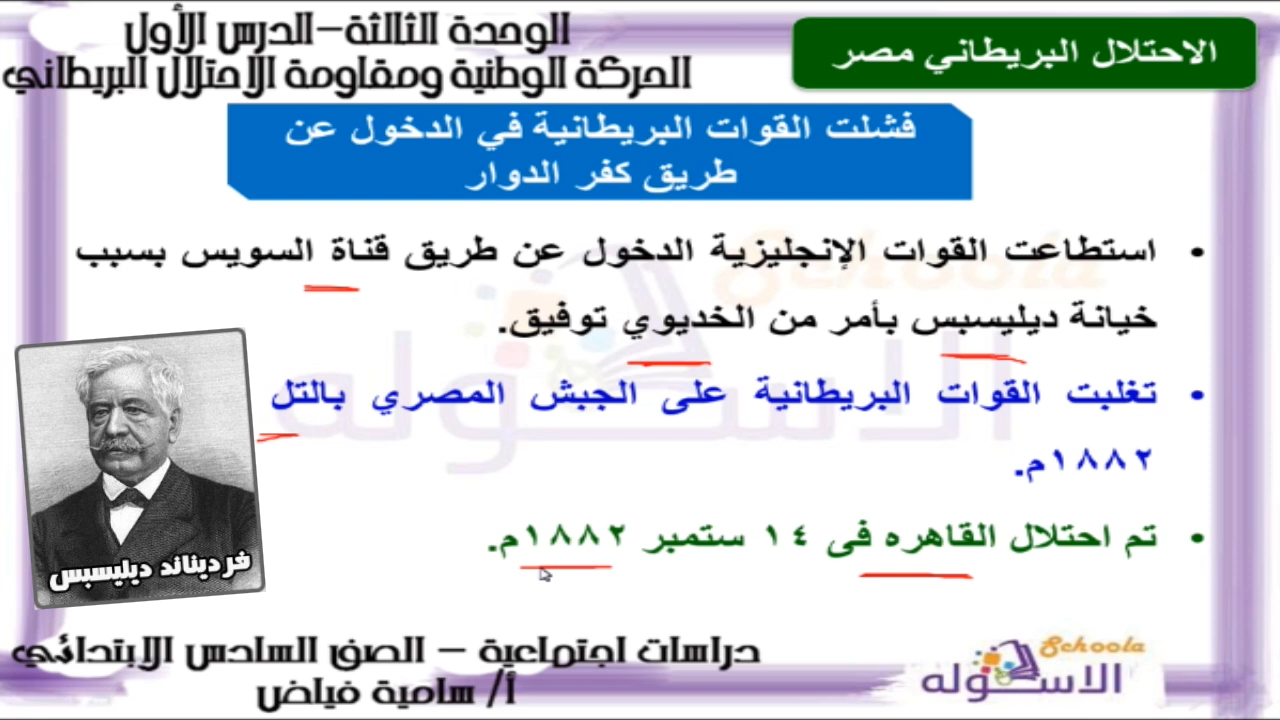 الوحدة الثالثة-الدرس الأول
الحركة الوطنية ومقاومة الاحتلال البريطاني
الاحتلال البريطاني مصر
فشلت القوات البريطانية في الدخول عن
طريق كفر الدوار
• استطاعت القوات الإنجليزية الدخول عن طريق قناة السويس بسبب
خيانة ديليسبس بأمر من الخديوي توفيق.
• تغلبت القوات البريطانية على الجبش المصري بالتل
١٨٨٢م.
• تم احتلال القاهره فى ١٤ ستمبر ١٨٨٢م.
فرديناند ديليسبس
دراسات اجتماعية – الصف السادس الابتدائي
أ/ سامية فياض
Schoola
الاسكوله